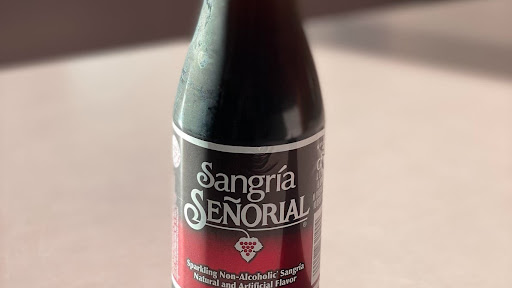 Sangría
SEÑORIAL
Sparkling Non-Alcoholic Sangria
Natural and Artificial Flavor